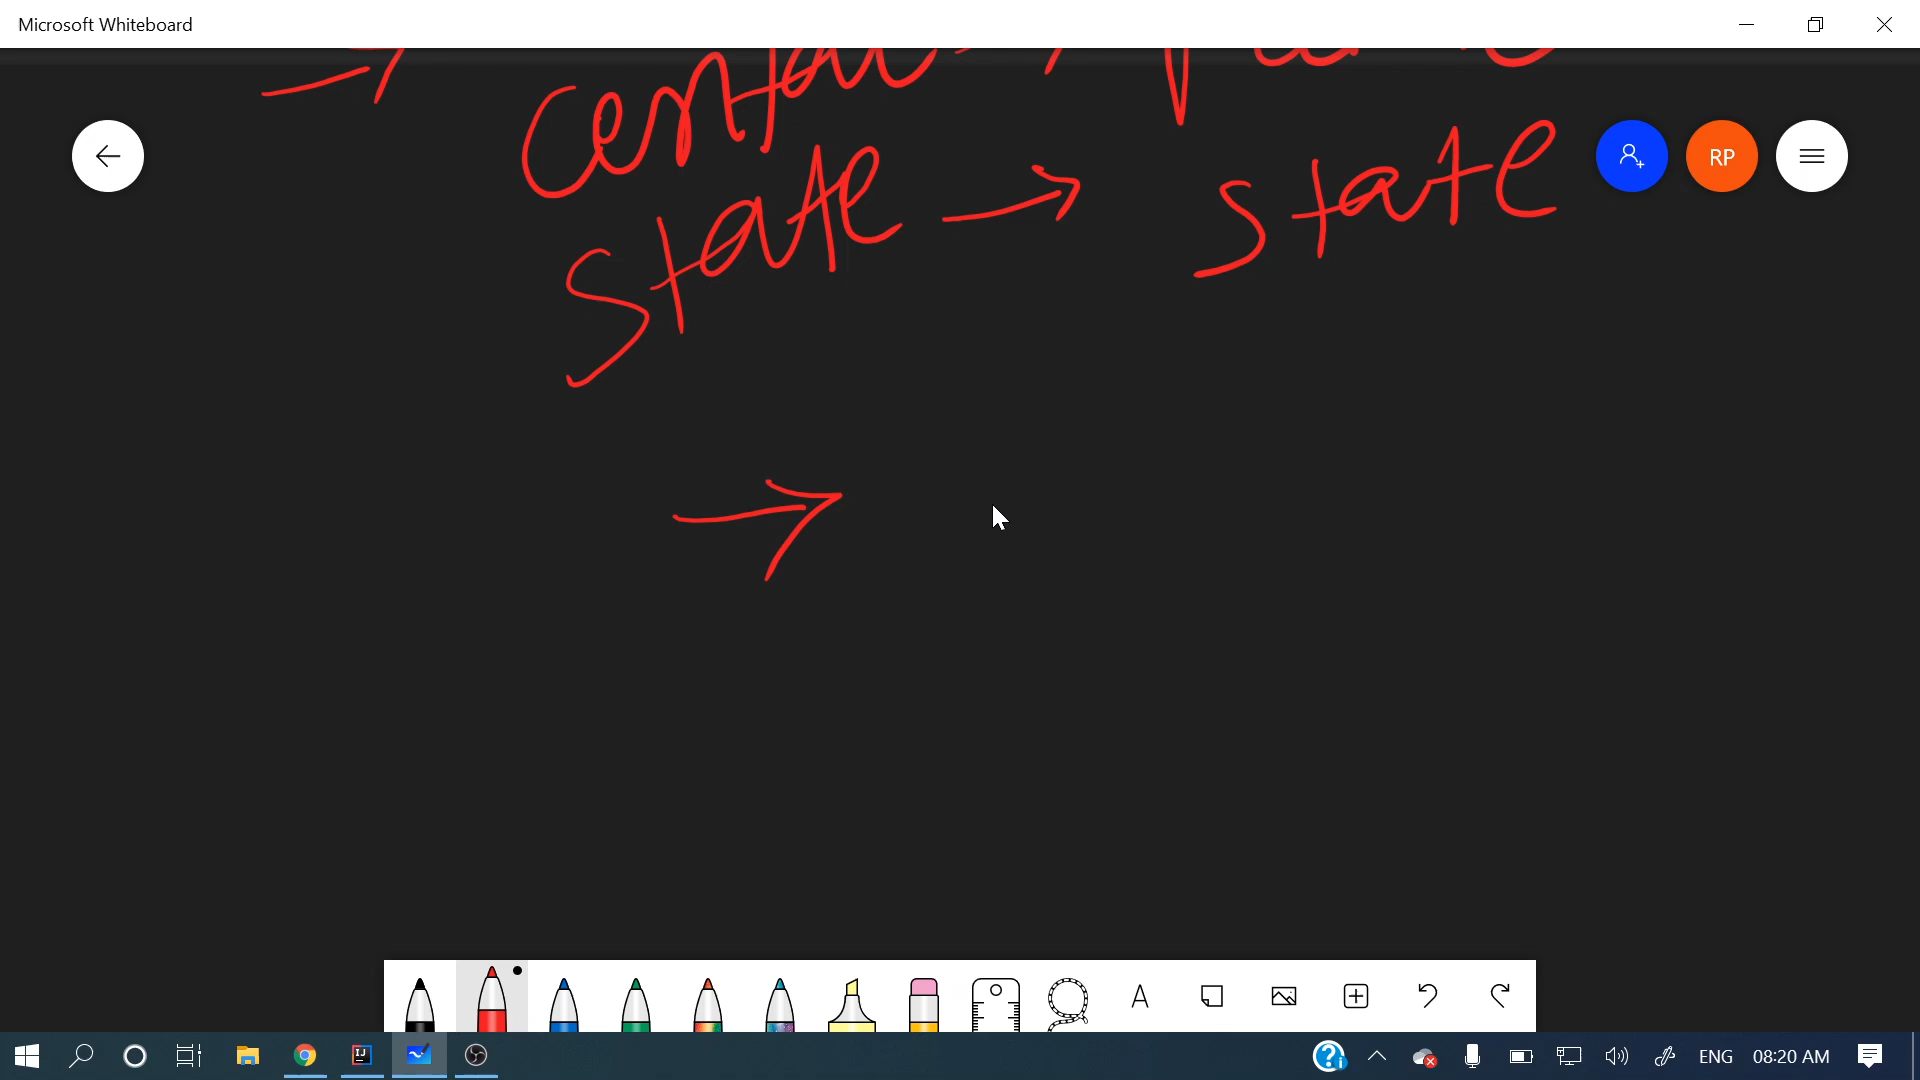 Microsoft Whiteboard
RP
state → state
→
A
ENG 08:20 AM